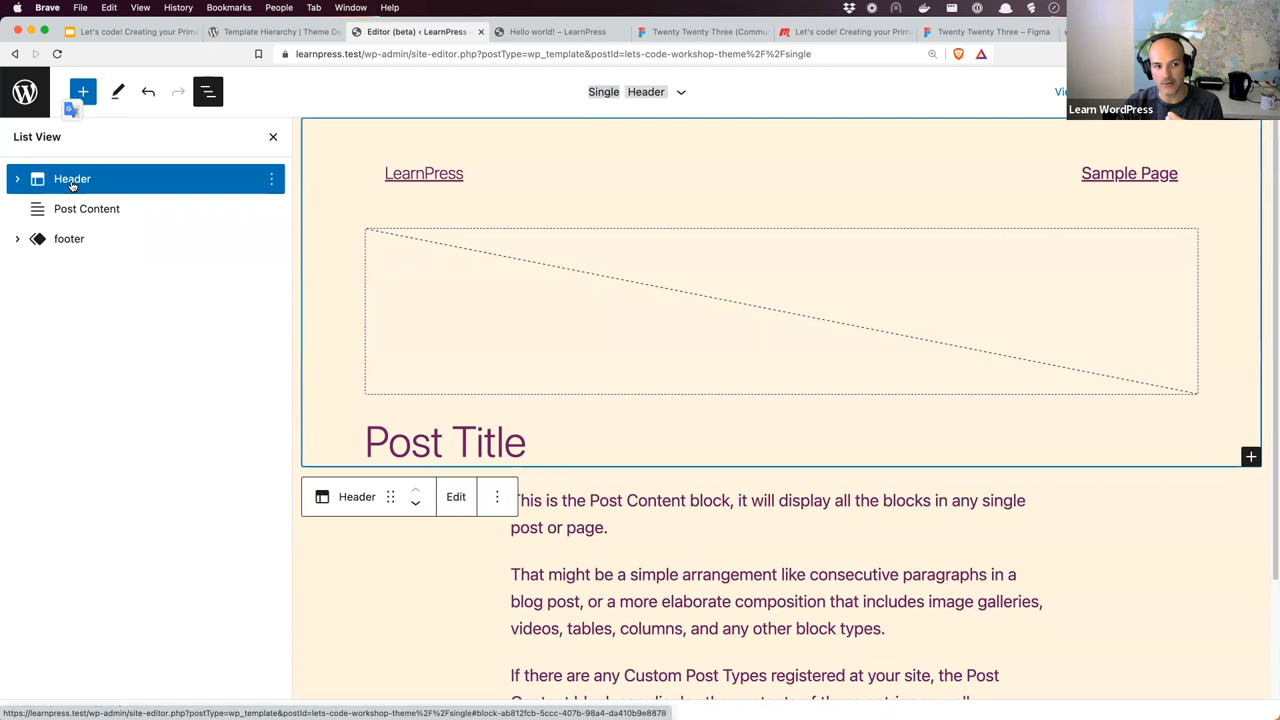 Brave File Edit View History Bookmarks People Tab Window Help
Let's code! Creating your Prim
Template Hierarchy | Theme De
Editor (beta) ‹ LearnPress –
Hello world! – LearnPress
Twenty Twenty Three (Commu
Let's code! Creating your Prim
Twenty Twenty Three – Figma
learnpress.test/wp-admin/site-editor.php?postType=wp_template&postId=lets-code-workshop-theme%2F%2Fsingle
Single Header
Vie
Learn WordPress
List View
Header
Post Content
footer
LearnPress
Sample Page
Post Title
Header
Edit
This is the Post Content block, it will display all the blocks in any single
post or page.
That might be a simple arrangement like consecutive paragraphs in a
blog post, or a more elaborate composition that includes image galleries,
videos, tables, columns, and any other block types.
If there are any Custom Post Types registered at your site, the Post
https://learnpress.test/wp-admin/site-editor.php?postType=wp_template&postId=lets-code-workshop-theme%2F%2Fsingle#block-ab812fcb-5ccc-407b-98a4-da410b9e8878